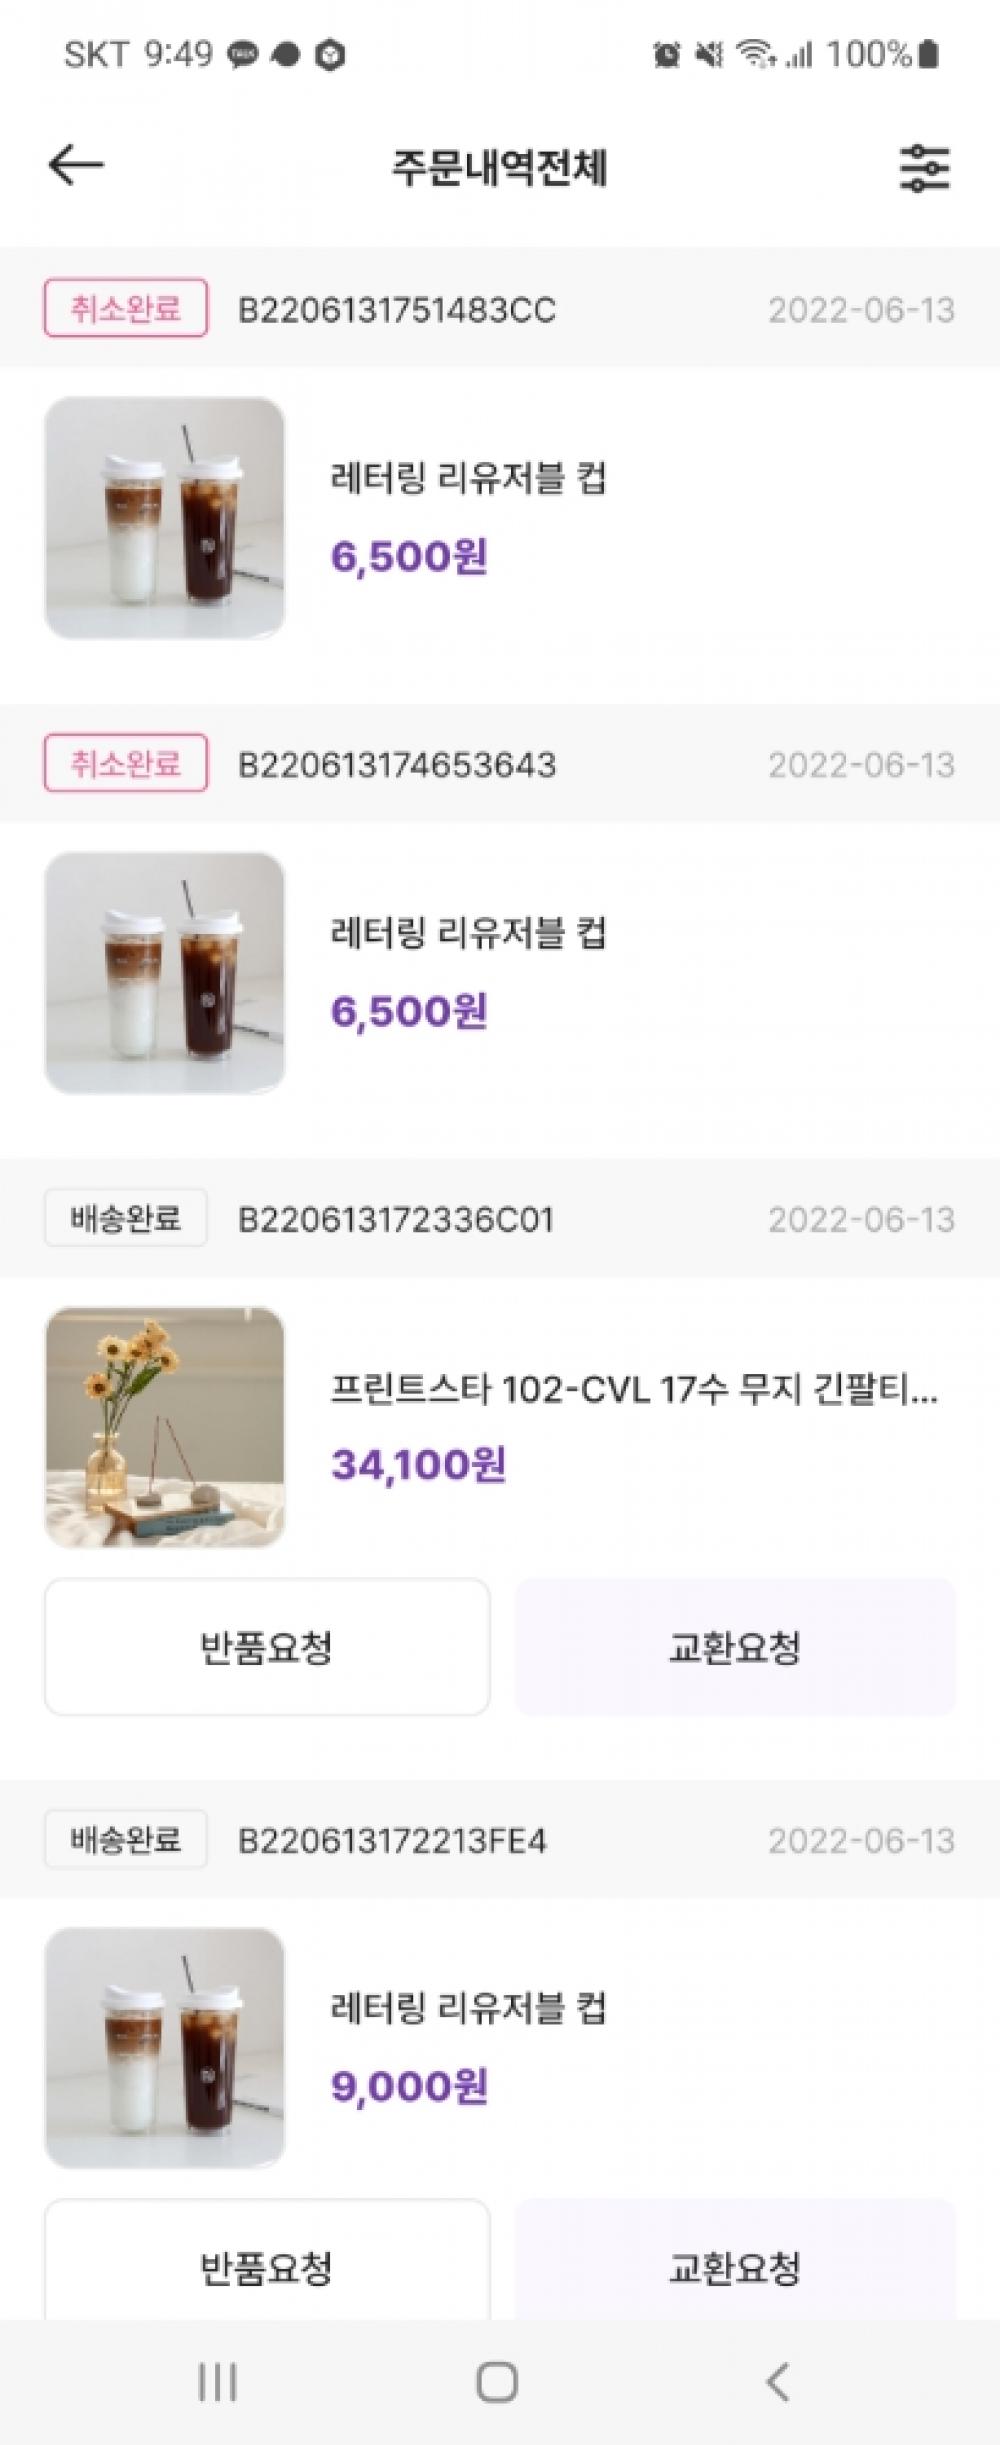 SKT 9:49 100%
주문내역전체
취소완료 B2206131751483CC 2022-06-13
레터링 리유저블 컵
6,500원
취소완료 B220613174653643 2022-06-13
레터링 리유저블 컵
6,500원
배송완료 B220613172336C01 2022-06-13
프린트스타 102-CVL 17수 무지 긴팔티...
34,100원
반품요청 교환요청
배송완료 B220613172213FE4 2022-06-13
레터링 리유저블 컵
9,000원
반품요청 교환요청